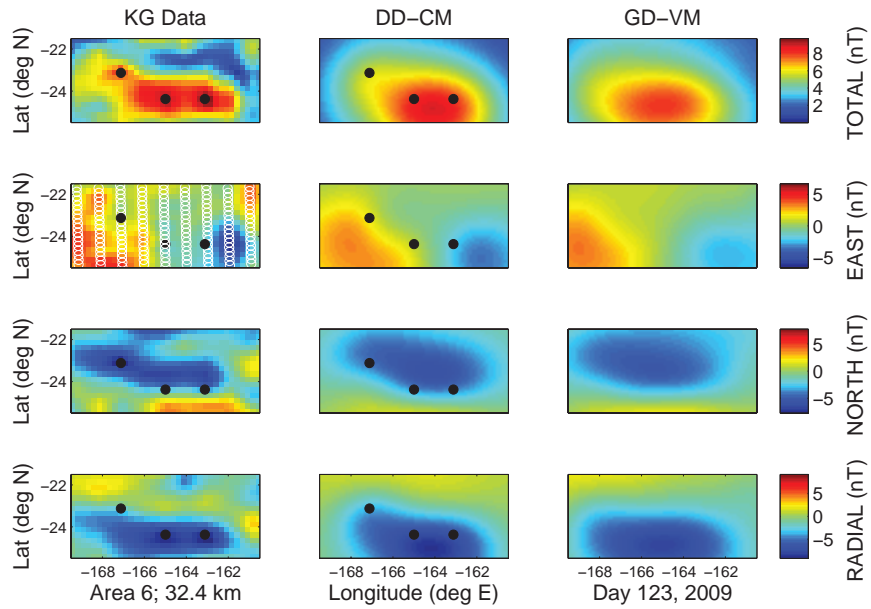 KG Data DD−CM GD−VM
Lat (deg N) −22 −24 8 6 4 2 TOTAL (nT)
Lat (deg N) −22 −24 5 0 −5 EAST (nT)
Lat (deg N) −22 −24 5 0 −5 NORTH (nT)
Lat (deg N) −22 −24 5 0 −5 RADIAL (nT)
−168 −166 −164 −162 −168 −166 −164 −162 −168 −166 −164 −162
Area 6; 32.4 km Longitude (deg E) Day 123, 2009